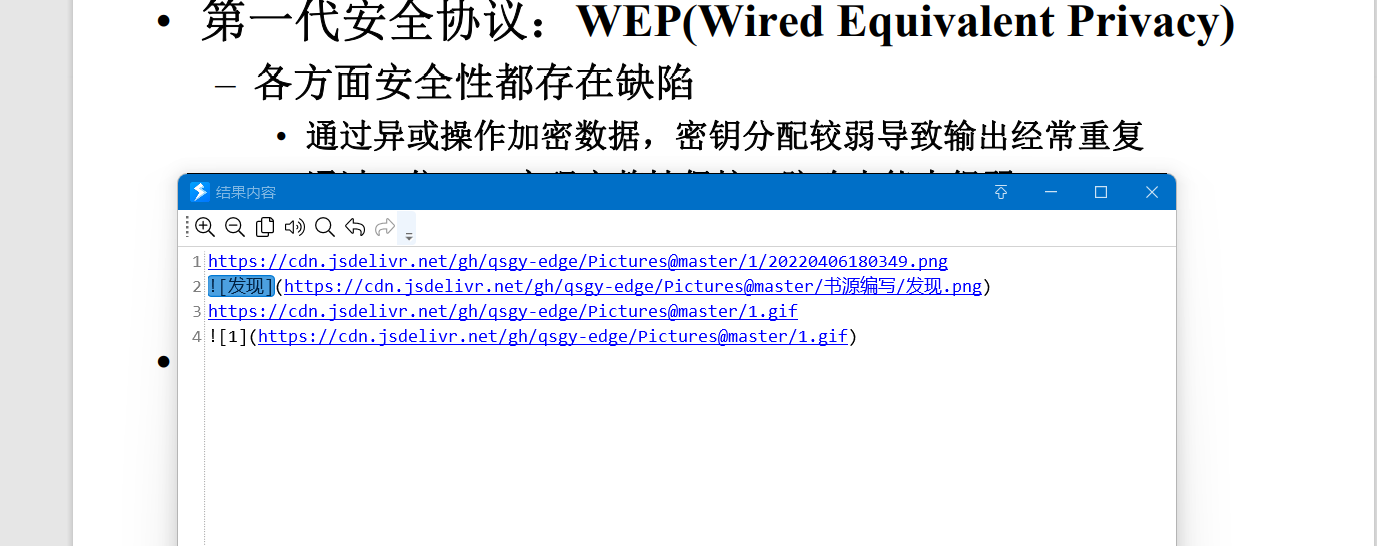 • 第一代安全协议：WEP(Wired Equivalent Privacy)
– 各方面安全性都存在缺陷
• 通过异或操作加密数据，密钥分配较弱导致输出经常重复
结果内容
1 https://cdn.jsdelivr.net/gh/qsgy-edge/Pictures@master/1/20220406180349.png
2 ![发现](https://cdn.jsdelivr.net/gh/qsgy-edge/Pictures@master/书源编写/发现.png)
3 https://cdn.jsdelivr.net/gh/qsgy-edge/Pictures@master/1.gif
4 ![1](https://cdn.jsdelivr.net/gh/qsgy-edge/Pictures@master/1.gif)